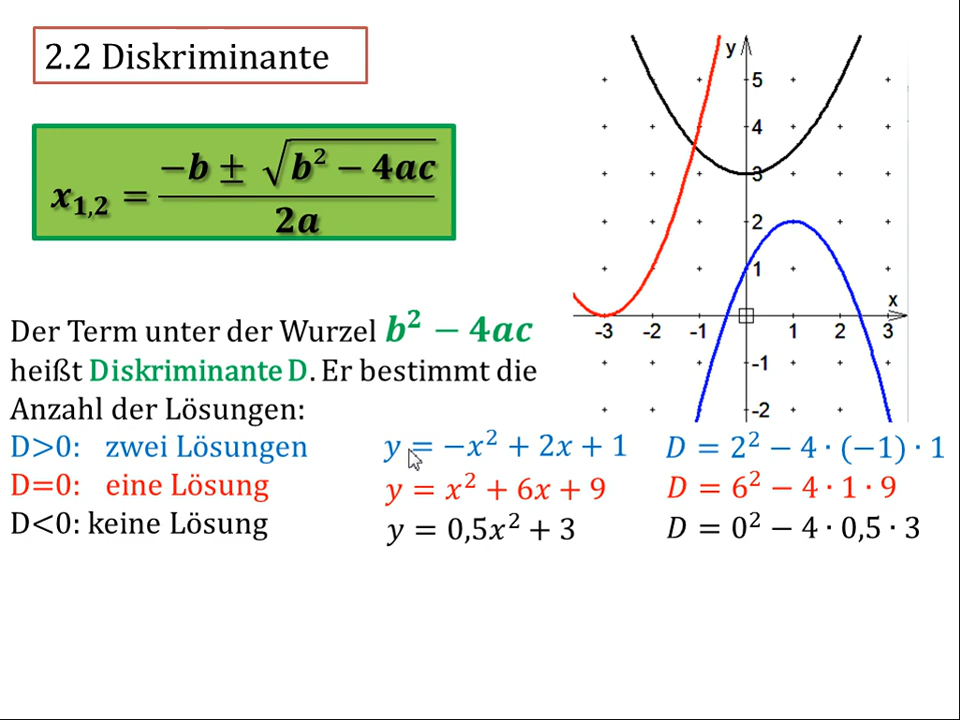 2.2 Diskriminante
x₁,₂ = (−b ± √(b² − 4ac)) / 2a
Der Term unter der Wurzel b² − 4ac
heißt Diskriminante D. Er bestimmt die
Anzahl der Lösungen:
D>0: zwei Lösungen y = −x² + 2x + 1 D = 2² − 4 · (−1) · 1
D=0: eine Lösung y = x² + 6x + 9 D = 6² − 4 · 1 · 9
D<0: keine Lösung y = 0,5x² + 3 D = 0² − 4 · 0,5 · 3
y
5
4
3
2
1
x
-3 -2 -1 1 2 3
-1
-2